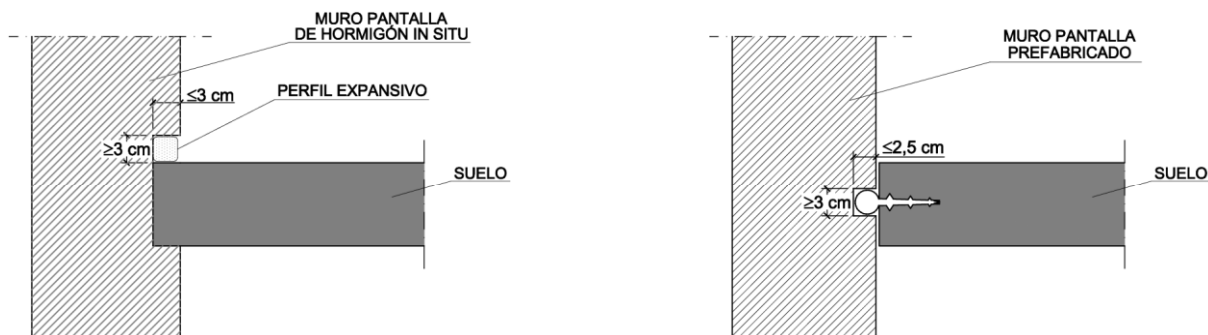 MURO PANTALLA
DE HORMIGÓN IN SITU
≤3 cm
PERFIL EXPANSIVO
≥3 cm
SUELO
MURO PANTALLA
PREFABRICADO
≤2,5 cm
≥3 cm
SUELO